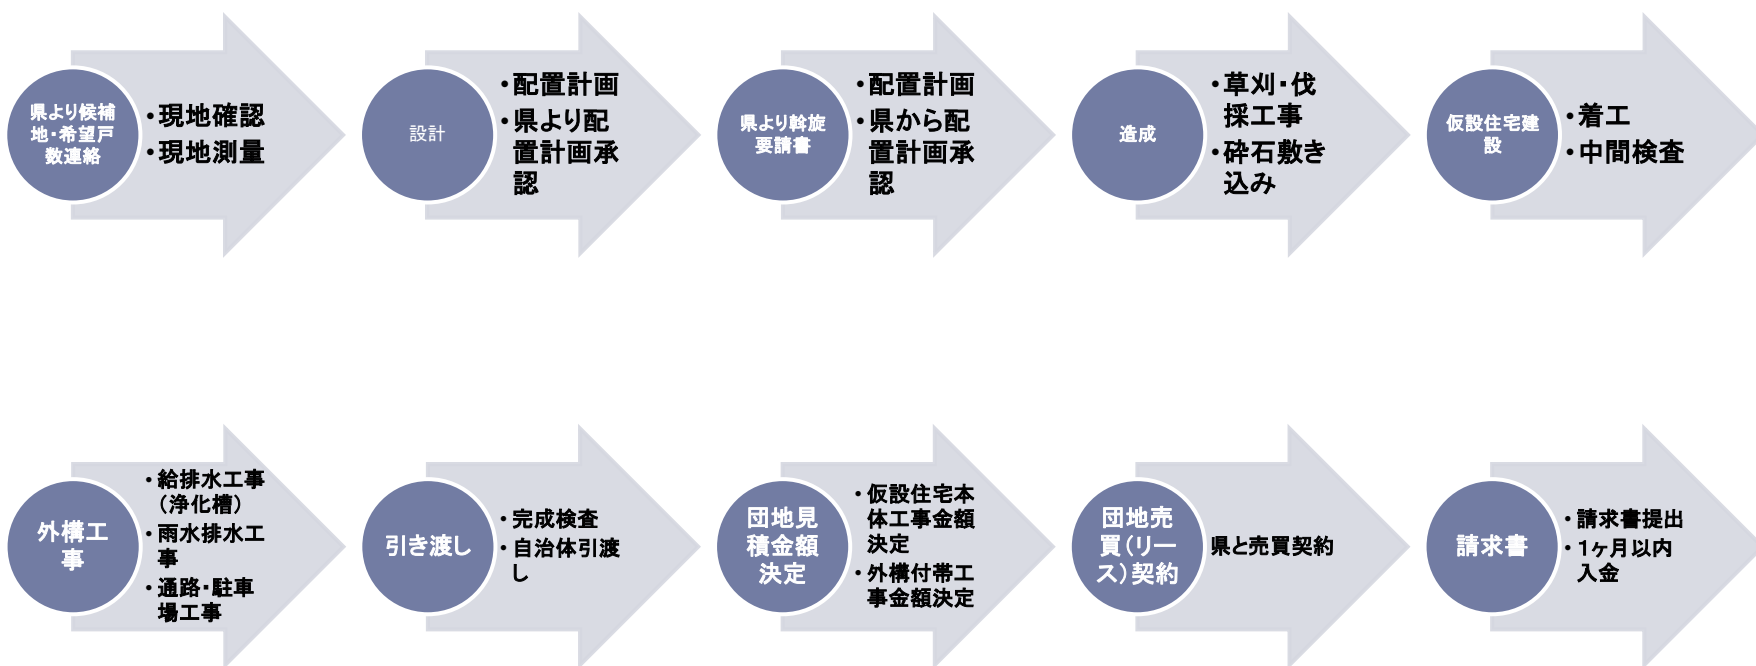 県より候補
地・希望戸
数連絡
・現地確認
・現地測量
設計
・配置計画
・県より配
置計画承
認
県より斡旋
要請書
・配置計画
・県から配
置計画承
認
造成
・草刈・伐
採工事
・砕石敷き
込み
仮設住宅建
設
・着工
・中間検査
外構工
事
・給排水工事
（浄化槽）
・雨水排水工
事
・通路・駐車
場工事
引き渡し
・完成検査
・自治体引渡
し
団地見
積金額
決定
・仮設住宅本
体工事金額
決定
・外構付帯工
事金額決定
団地売
買（リー
ス）契約
県と売買契約
請求書
・請求書提出
・1ヶ月以内
入金